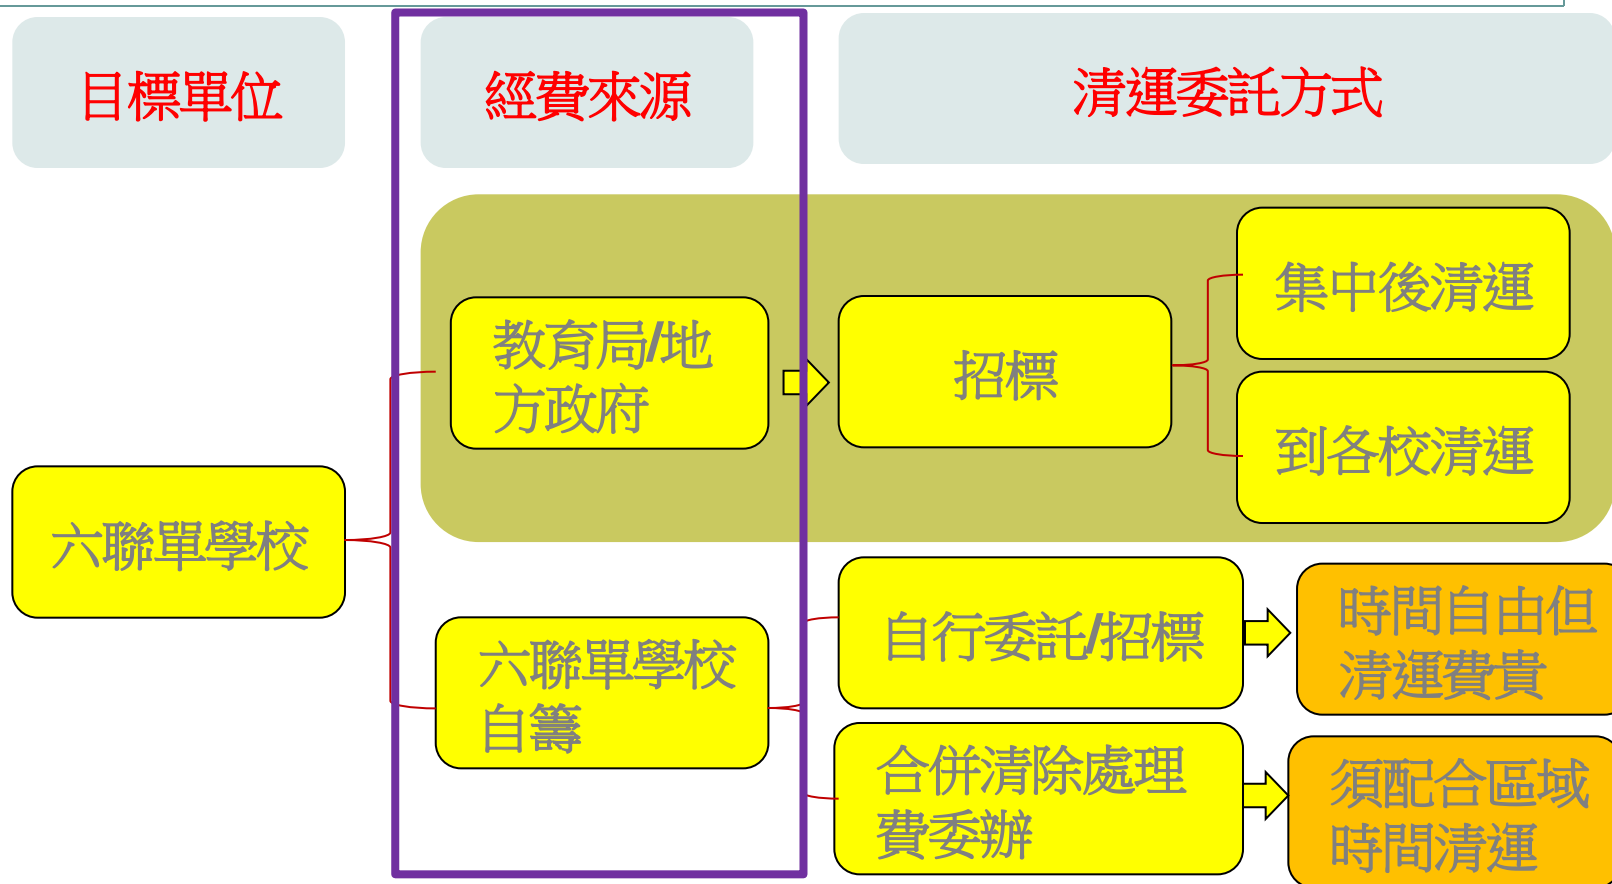 目標單位
經費來源
清運委託方式
六聯單學校
教育局/地
方政府
招標
集中後清運
到各校清運
六聯單學校
自籌
自行委託/招標
時間自由但
清運費貴
合併清除處理
費委辦
須配合區域
時間清運